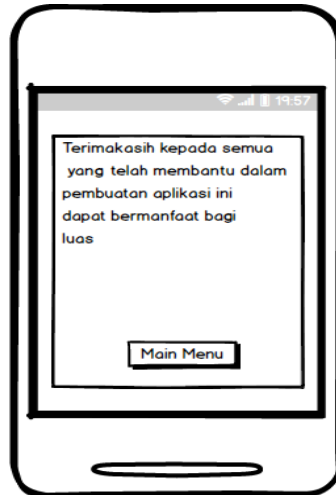 19:57
Terimakasih kepada semua
yang telah membantu dalam
pembuatan aplikasi ini
dapat bermanfaat bagi
luas
Main Menu